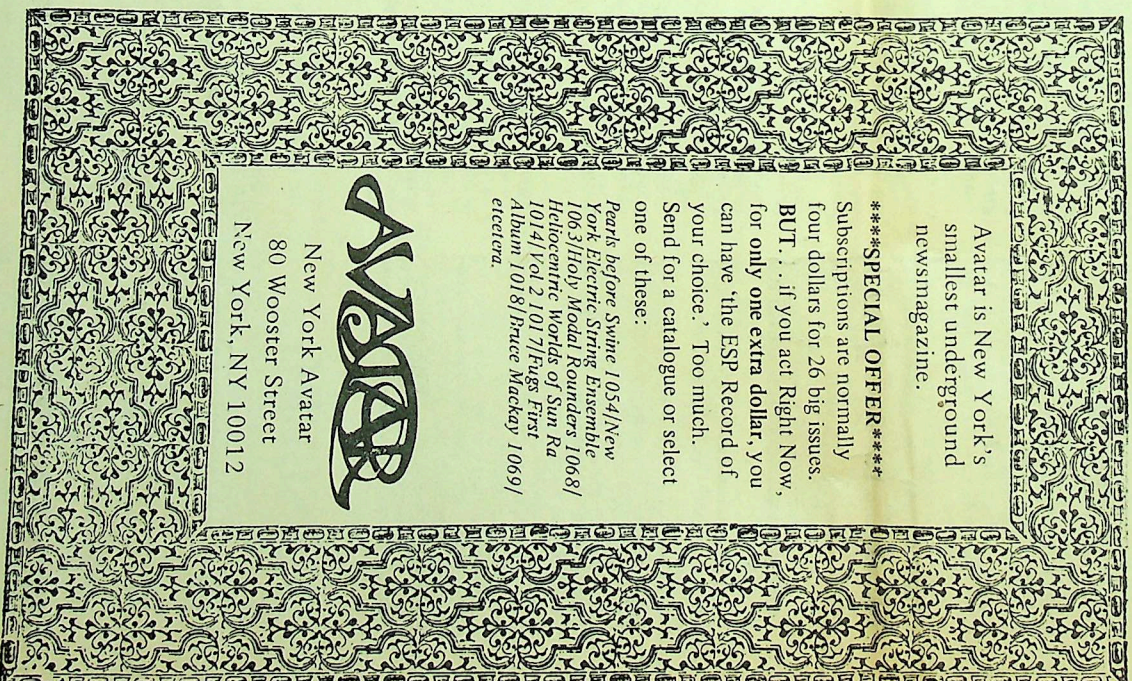 Avatar is New York's
smallest underground
newsmagazine.
****SPECIAL OFFER****
Subscriptions are normally
four dollars for 26 big issues.
BUT. . . if you act Right Now,
for only one extra dollar, you
can have 'the ESP Record of
your choice.' Too much.
Send for a catalogue or select
one of these:
Pearls before Swine 1054/New
York Electric String Ensemble
1063/Holy Modal Rounders 1068/
Heliocentric Worlds of Sun Ra
1014/Vol 2 1017/Fugs First
Album 1018/Bruce Mackay 1069/
etcetera.
AVATAR
New York Avatar
80 Wooster Street
New York, NY 10012